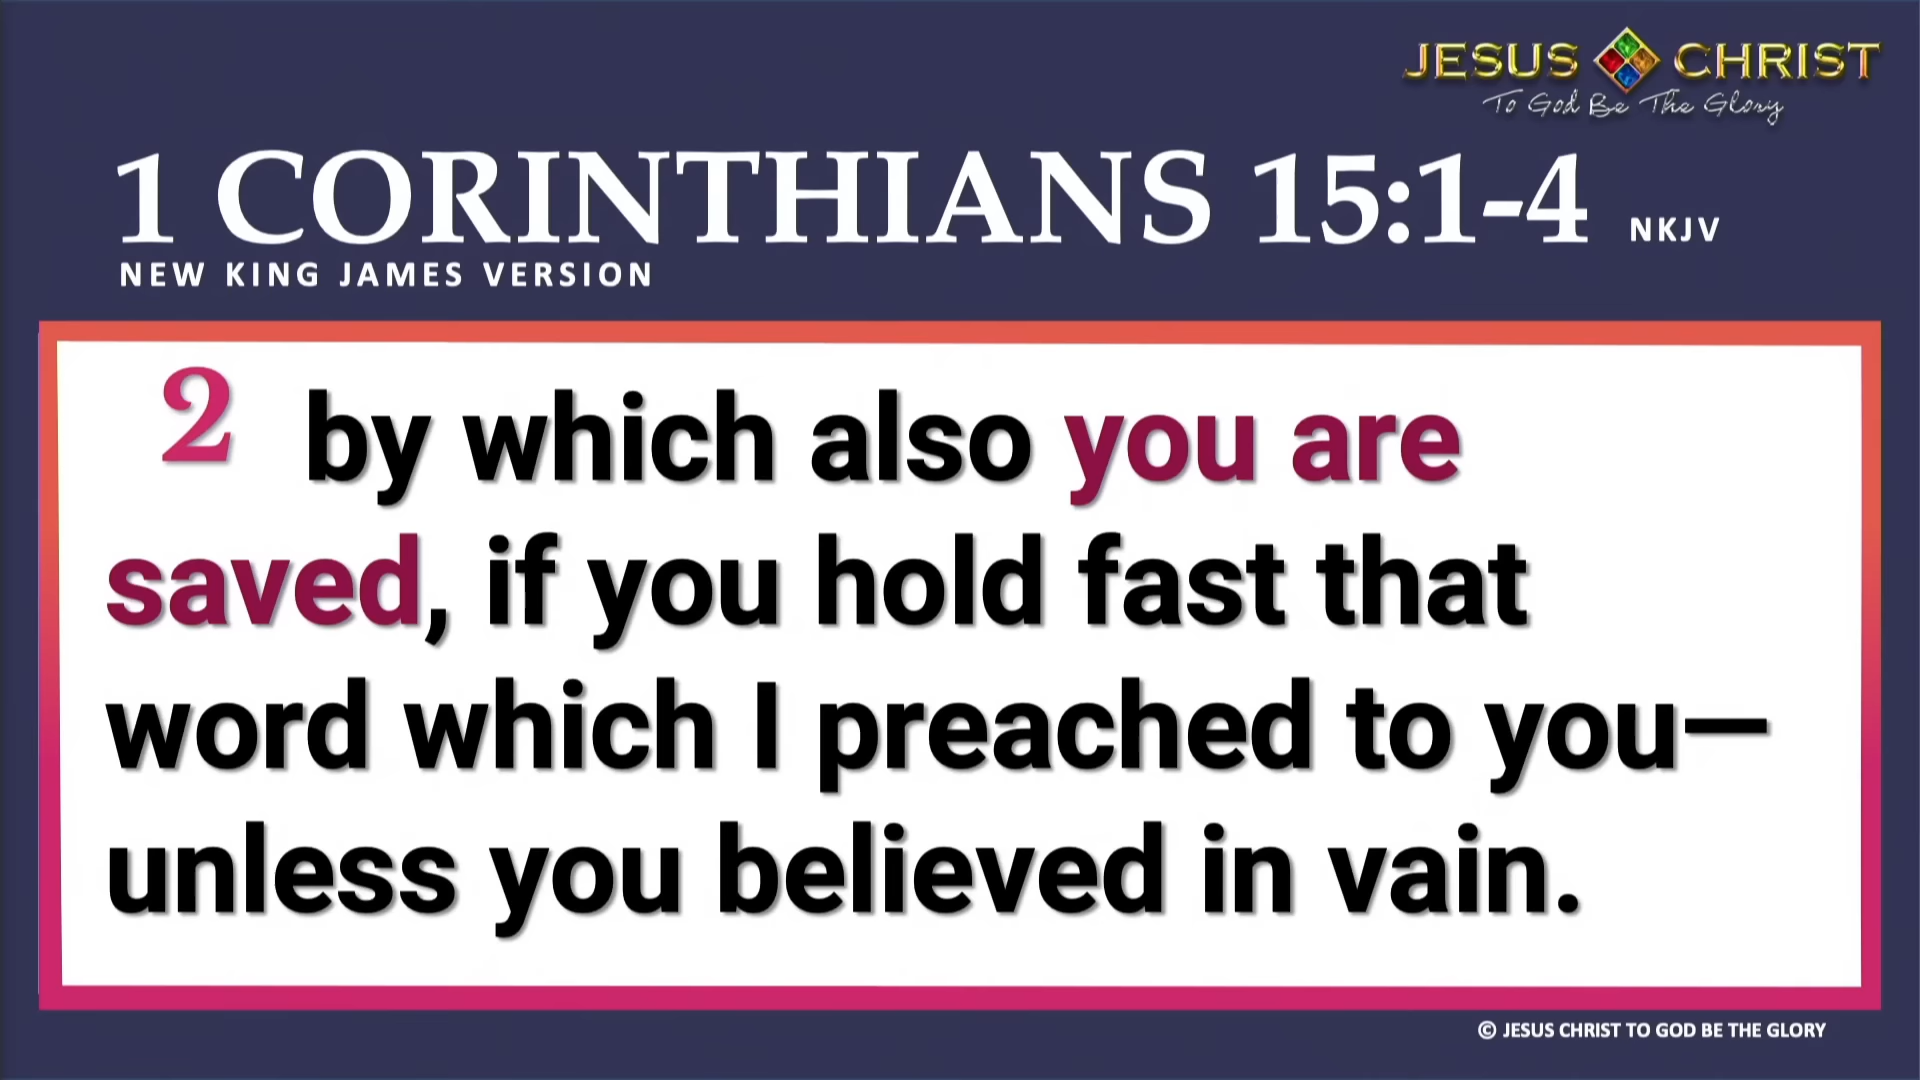 JESUS CHRIST
To God Be The Glory
1 CORINTHIANS 15:1-4 NKJV
NEW KING JAMES VERSION
2 by which also you are
saved, if you hold fast that
word which I preached to you—
unless you believed in vain.
© JESUS CHRIST TO GOD BE THE GLORY